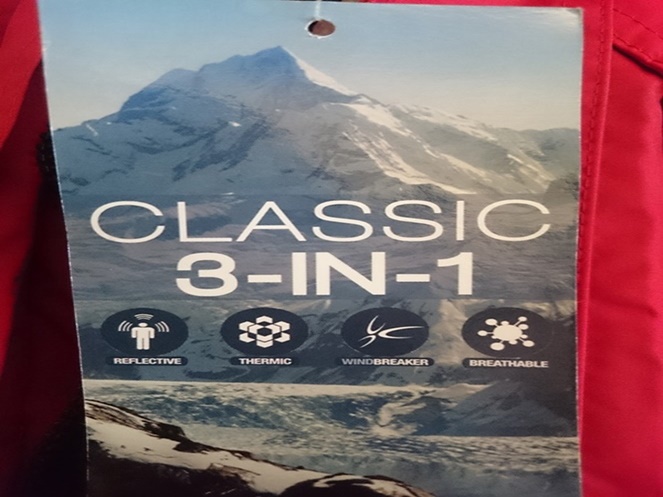 CLASSIC
3-IN-1
REFLECTIVE THERMIC WINDBREAKER BREATHABLE